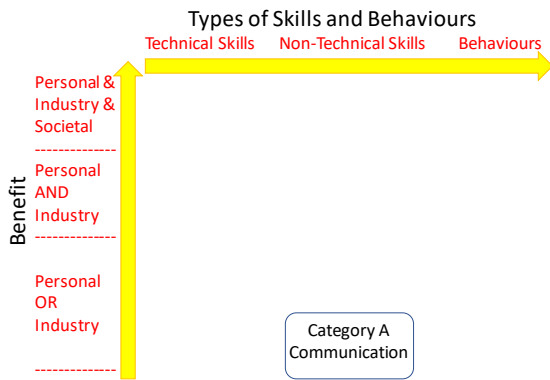 Types of Skills and Behaviours
Technical Skills Non-Technical Skills Behaviours
Personal &
Industry &
Societal
--------------
Personal
AND
Industry
--------------
Personal
OR
Industry
--------------
Benefit
Category A
Communication